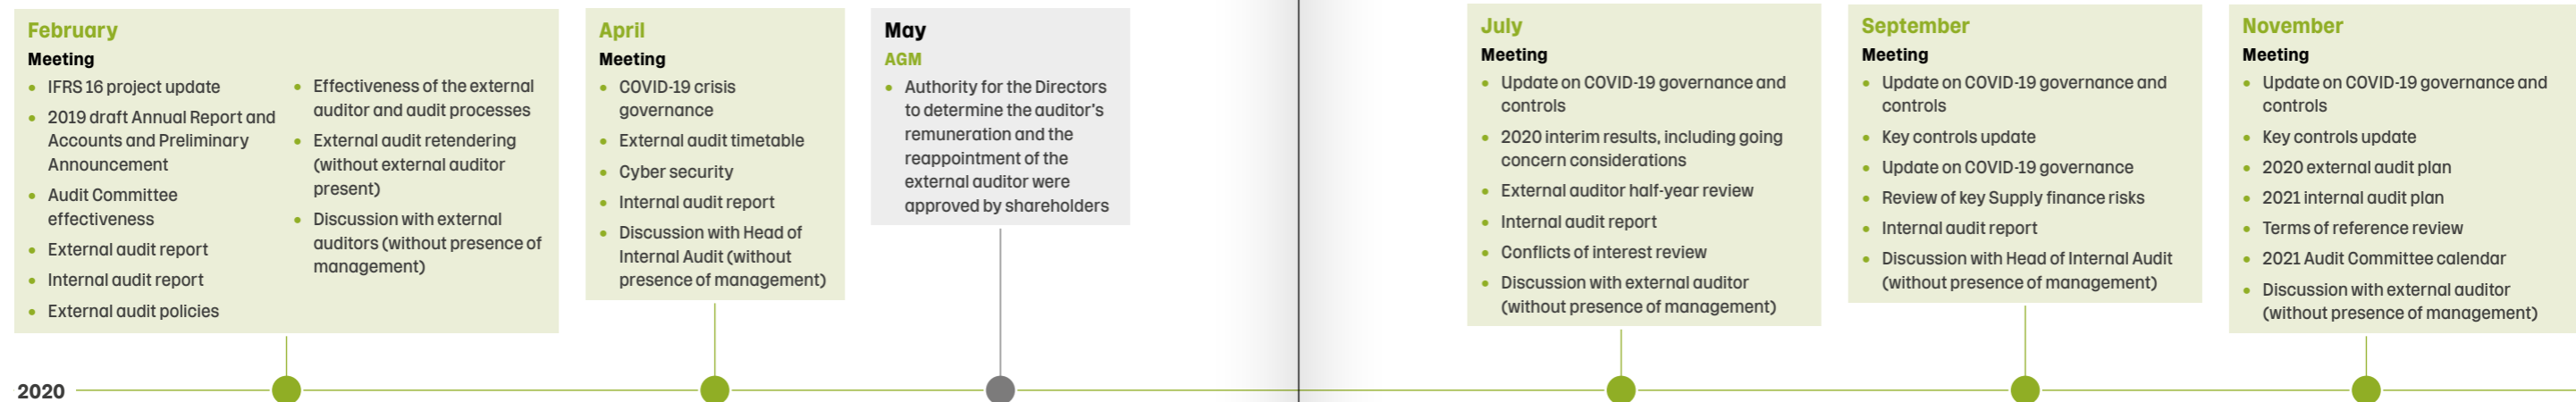 February
Meeting
IFRS 16 project update
2019 draft Annual Report and
Accounts and Preliminary
Announcement
Audit Committee
effectiveness
External audit report
Internal audit report
External audit policies
Effectiveness of the external
auditor and audit processes
External audit retendering
(without external auditor
present)
Discussion with external
auditors (without presence of
management)
April
Meeting
COVID-19 crisis
governance
External audit timetable
Cyber security
Internal audit report
Discussion with Head of
Internal Audit (without
presence of management)
May
AGM
Authority for the Directors
to determine the auditor's
remuneration and the
reappointment of the
external auditor were
approved by shareholders
July
Meeting
Update on COVID-19 governance and
controls
2020 interim results, including going
concern considerations
External auditor half-year review
Internal audit report
Conflicts of interest review
Discussion with external auditor
(without presence of management)
September
Meeting
Update on COVID-19 governance and
controls
Key controls update
Update on COVID-19 governance
Review of key Supply finance risks
Internal audit report
Discussion with Head of Internal Audit
(without presence of management)
November
Meeting
Update on COVID-19 governance and
controls
Key controls update
2020 external audit plan
2021 internal audit plan
Terms of reference review
2021 Audit Committee calendar
Discussion with external auditor
(without presence of management)
2020